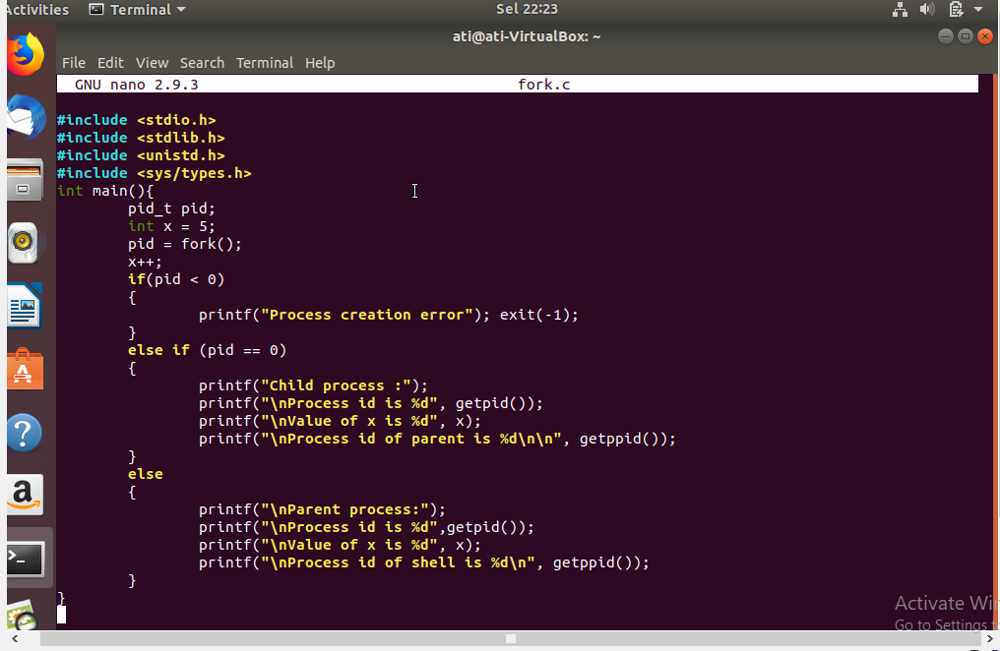 Activities Terminal Sel 22:23
ati@ati-VirtualBox: ~
File Edit View Search Terminal Help
GNU nano 2.9.3 fork.c
#include <stdio.h>
#include <stdlib.h>
#include <unistd.h>
#include <sys/types.h>
int main(){
pid_t pid;
int x = 5;
pid = fork();
x++;
if(pid < 0)
{
printf("Process creation error"); exit(-1);
}
else if (pid == 0)
{
printf("Child process :");
printf("\nProcess id is %d", getpid());
printf("\nValue of x is %d", x);
printf("\nProcess id of parent is %d\n\n", getppid());
}
else
{
printf("\nParent process:");
printf("\nProcess id is %d",getpid());
printf("\nValue of x is %d", x);
printf("\nProcess id of shell is %d\n", getppid());
}
}
Activate Win
Go to Settings t